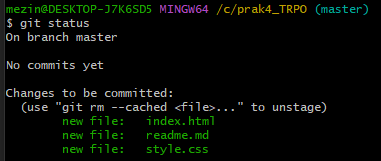 mezin@DESKTOP-J7K6SD5 MINGW64 /c/prak4_TRPO (master)
$ git status
On branch master
No commits yet
Changes to be committed:
(use "git rm --cached <file>..." to unstage)
new file: index.html
new file: readme.md
new file: style.css